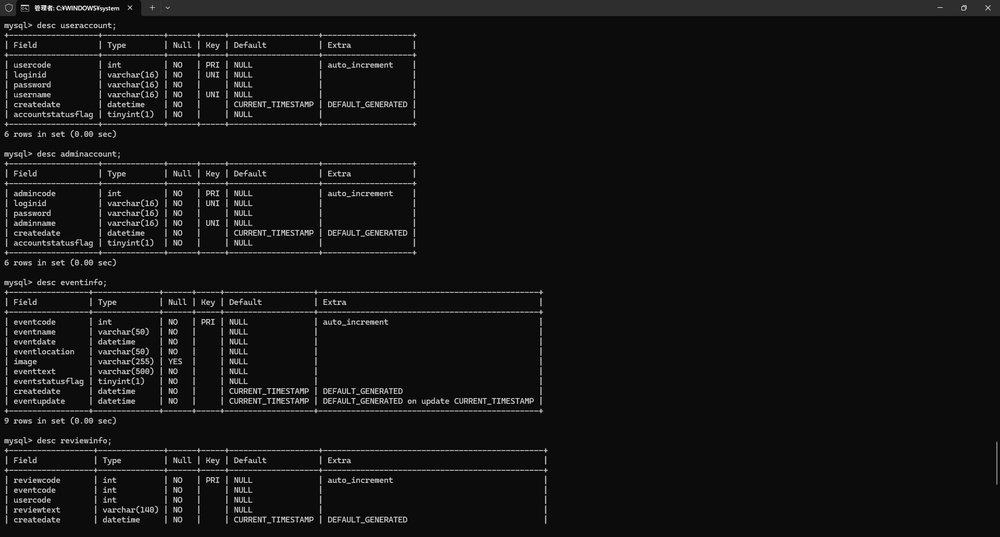 管理者: C:¥WINDOWS¥system
mysql> desc useraccount;
+-------------------+-------------+------+-----+-------------------+-------------------+
| Field             | Type        | Null | Key | Default           | Extra             |
+-------------------+-------------+------+-----+-------------------+-------------------+
| usercode          | int         | NO   | PRI | NULL              | auto_increment    |
| loginid           | varchar(16) | NO   | UNI | NULL              |                   |
| password          | varchar(16) | NO   |     | NULL              |                   |
| username          | varchar(16) | NO   | UNI | NULL              |                   |
| createdate        | datetime    | NO   |     | CURRENT_TIMESTAMP | DEFAULT_GENERATED |
| accountstatusflag | tinyint(1)  | NO   |     | NULL              |                   |
+-------------------+-------------+------+-----+-------------------+-------------------+
6 rows in set (0.00 sec)
mysql> desc adminaccount;
+-------------------+-------------+------+-----+-------------------+-------------------+
| Field             | Type        | Null | Key | Default           | Extra             |
+-------------------+-------------+------+-----+-------------------+-------------------+
| admincode         | int         | NO   | PRI | NULL              | auto_increment    |
| loginid           | varchar(16) | NO   | UNI | NULL              |                   |
| password          | varchar(16) | NO   |     | NULL              |                   |
| adminname         | varchar(16) | NO   | UNI | NULL              |                   |
| createdate        | datetime    | NO   |     | CURRENT_TIMESTAMP | DEFAULT_GENERATED |
| accountstatusflag | tinyint(1)  | NO   |     | NULL              |                   |
+-------------------+-------------+------+-----+-------------------+-------------------+
6 rows in set (0.00 sec)
mysql> desc eventinfo;
+-----------------+--------------+------+-----+-------------------+-----------------------------------------------+
| Field           | Type         | Null | Key | Default           | Extra                                         |
+-----------------+--------------+------+-----+-------------------+-----------------------------------------------+
| eventcode       | int          | NO   | PRI | NULL              | auto_increment                                |
| eventname       | varchar(50)  | NO   |     | NULL              |                                               |
| eventdate       | datetime     | NO   |     | NULL              |                                               |
| eventlocation   | varchar(50)  | NO   |     | NULL              |                                               |
| image           | varchar(255) | YES  |     | NULL              |                                               |
| eventtext       | varchar(500) | NO   |     | NULL              |                                               |
| eventstatusflag | tinyint(1)   | NO   |     | NULL              |                                               |
| createdate      | datetime     | NO   |     | CURRENT_TIMESTAMP | DEFAULT_GENERATED                             |
| eventupdate     | datetime     | NO   |     | CURRENT_TIMESTAMP | DEFAULT_GENERATED on update CURRENT_TIMESTAMP |
+-----------------+--------------+------+-----+-------------------+-----------------------------------------------+
9 rows in set (0.00 sec)
mysql> desc reviewinfo;
+------------------+--------------+------+-----+-------------------+-----------------------------------------------+
| Field            | Type         | Null | Key | Default           | Extra                                         |
+------------------+--------------+------+-----+-------------------+-----------------------------------------------+
| reviewcode       | int          | NO   | PRI | NULL              | auto_increment                                |
| eventcode        | int          | NO   |     | NULL              |                                               |
| usercode         | int          | NO   |     | NULL              |                                               |
| reviewtext       | varchar(140) | NO   |     | NULL              |                                               |
| createdate       | datetime     | NO   |     | CURRENT_TIMESTAMP | DEFAULT_GENERATED                             |